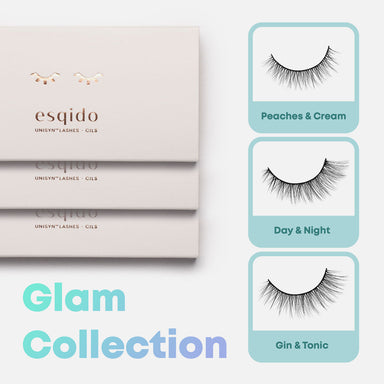 esqido
UNISYN™ LASHES · CILS
esqido
UNISYN™ LASHES · CILS
esqido
UNISYN™ LASHES · CILS
Peaches & Cream
Day & Night
Gin & Tonic
Glam
Collection